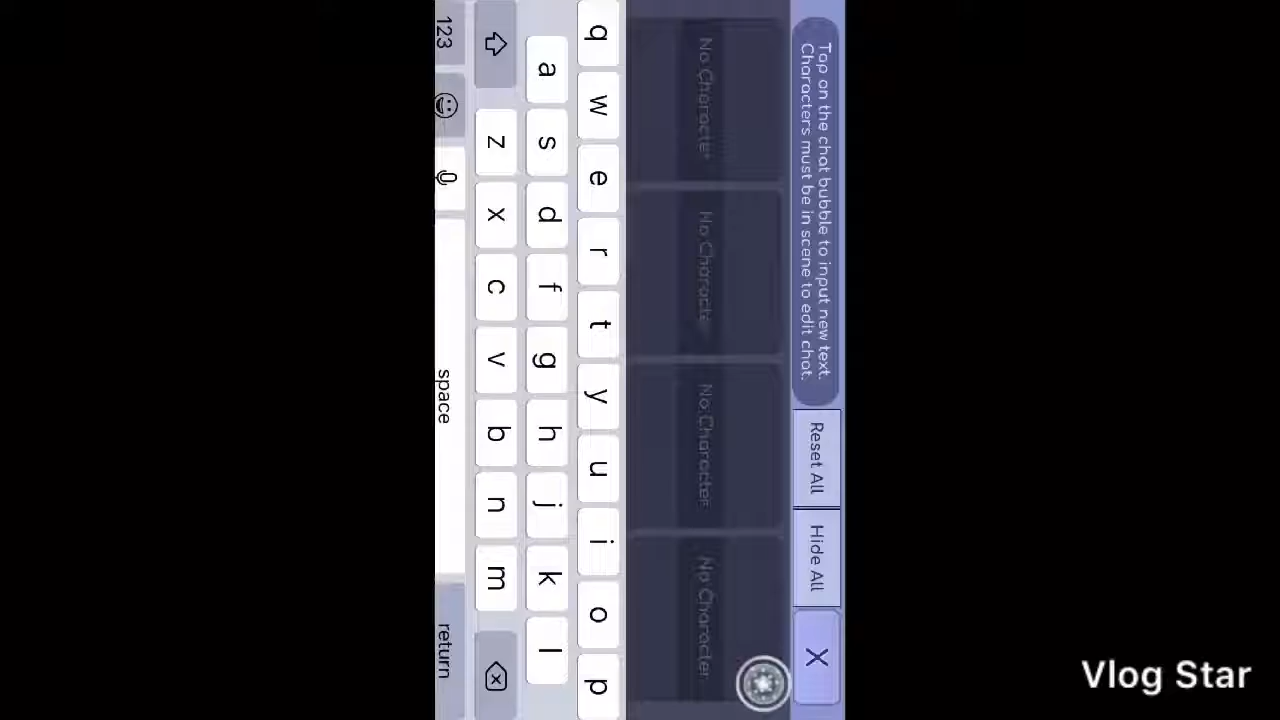 Tap on the chat bubble to input new text.
Characters must be in scene to edit chat.
Reset All
Hide All
X
No Character
No Character
No Character
No Character
q w e r t y u i o p
a s d f g h j k l
z x c v b n m
123
space
return
Vlog Star